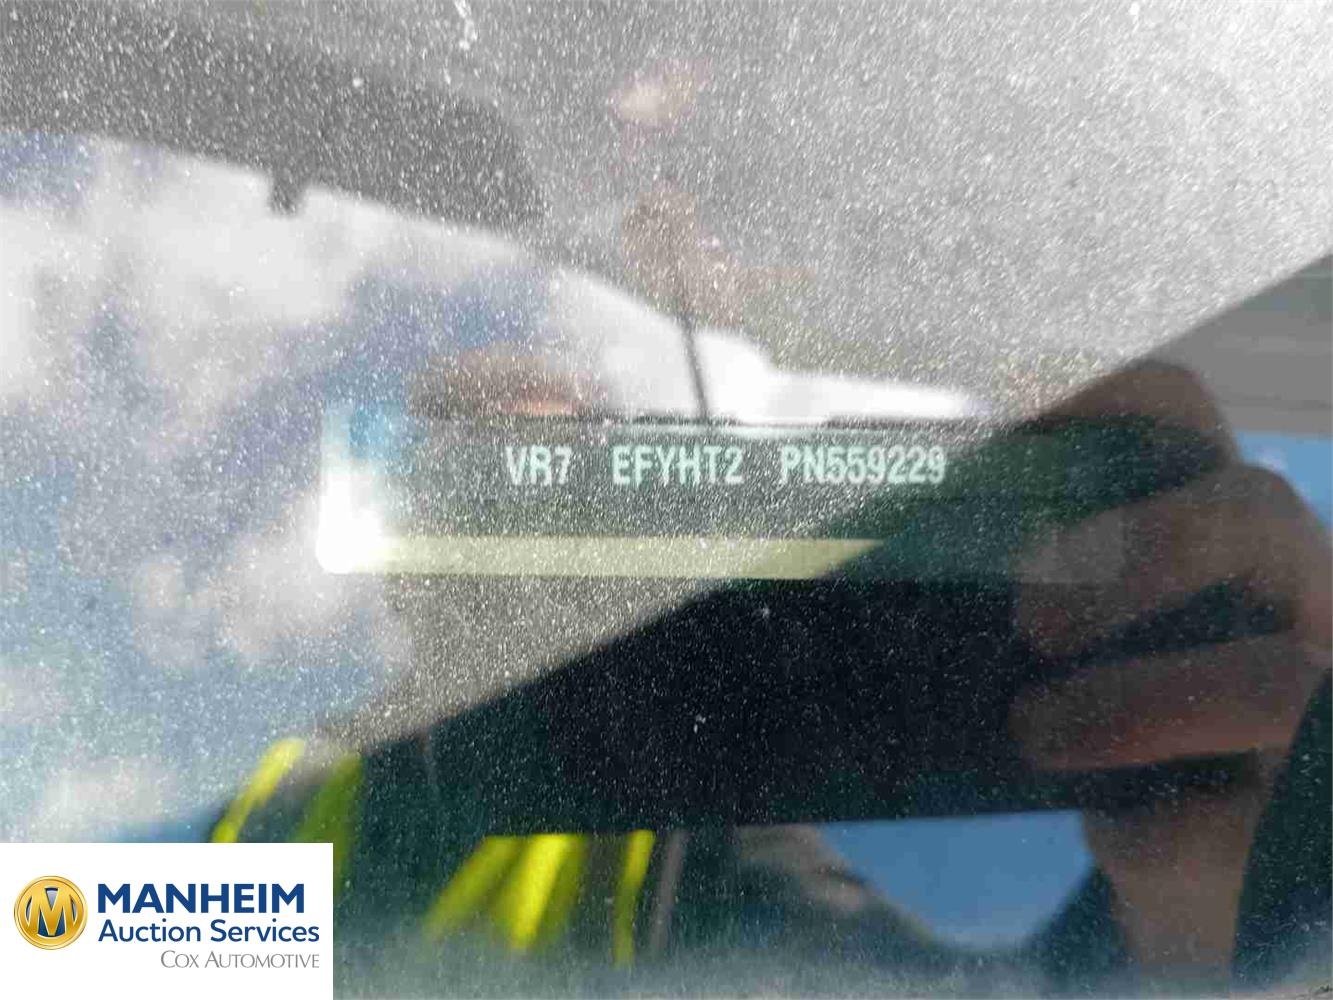 VR7 EFYHT2 PN559229
MANHEIM
Auction Services
COX AUTOMOTIVE